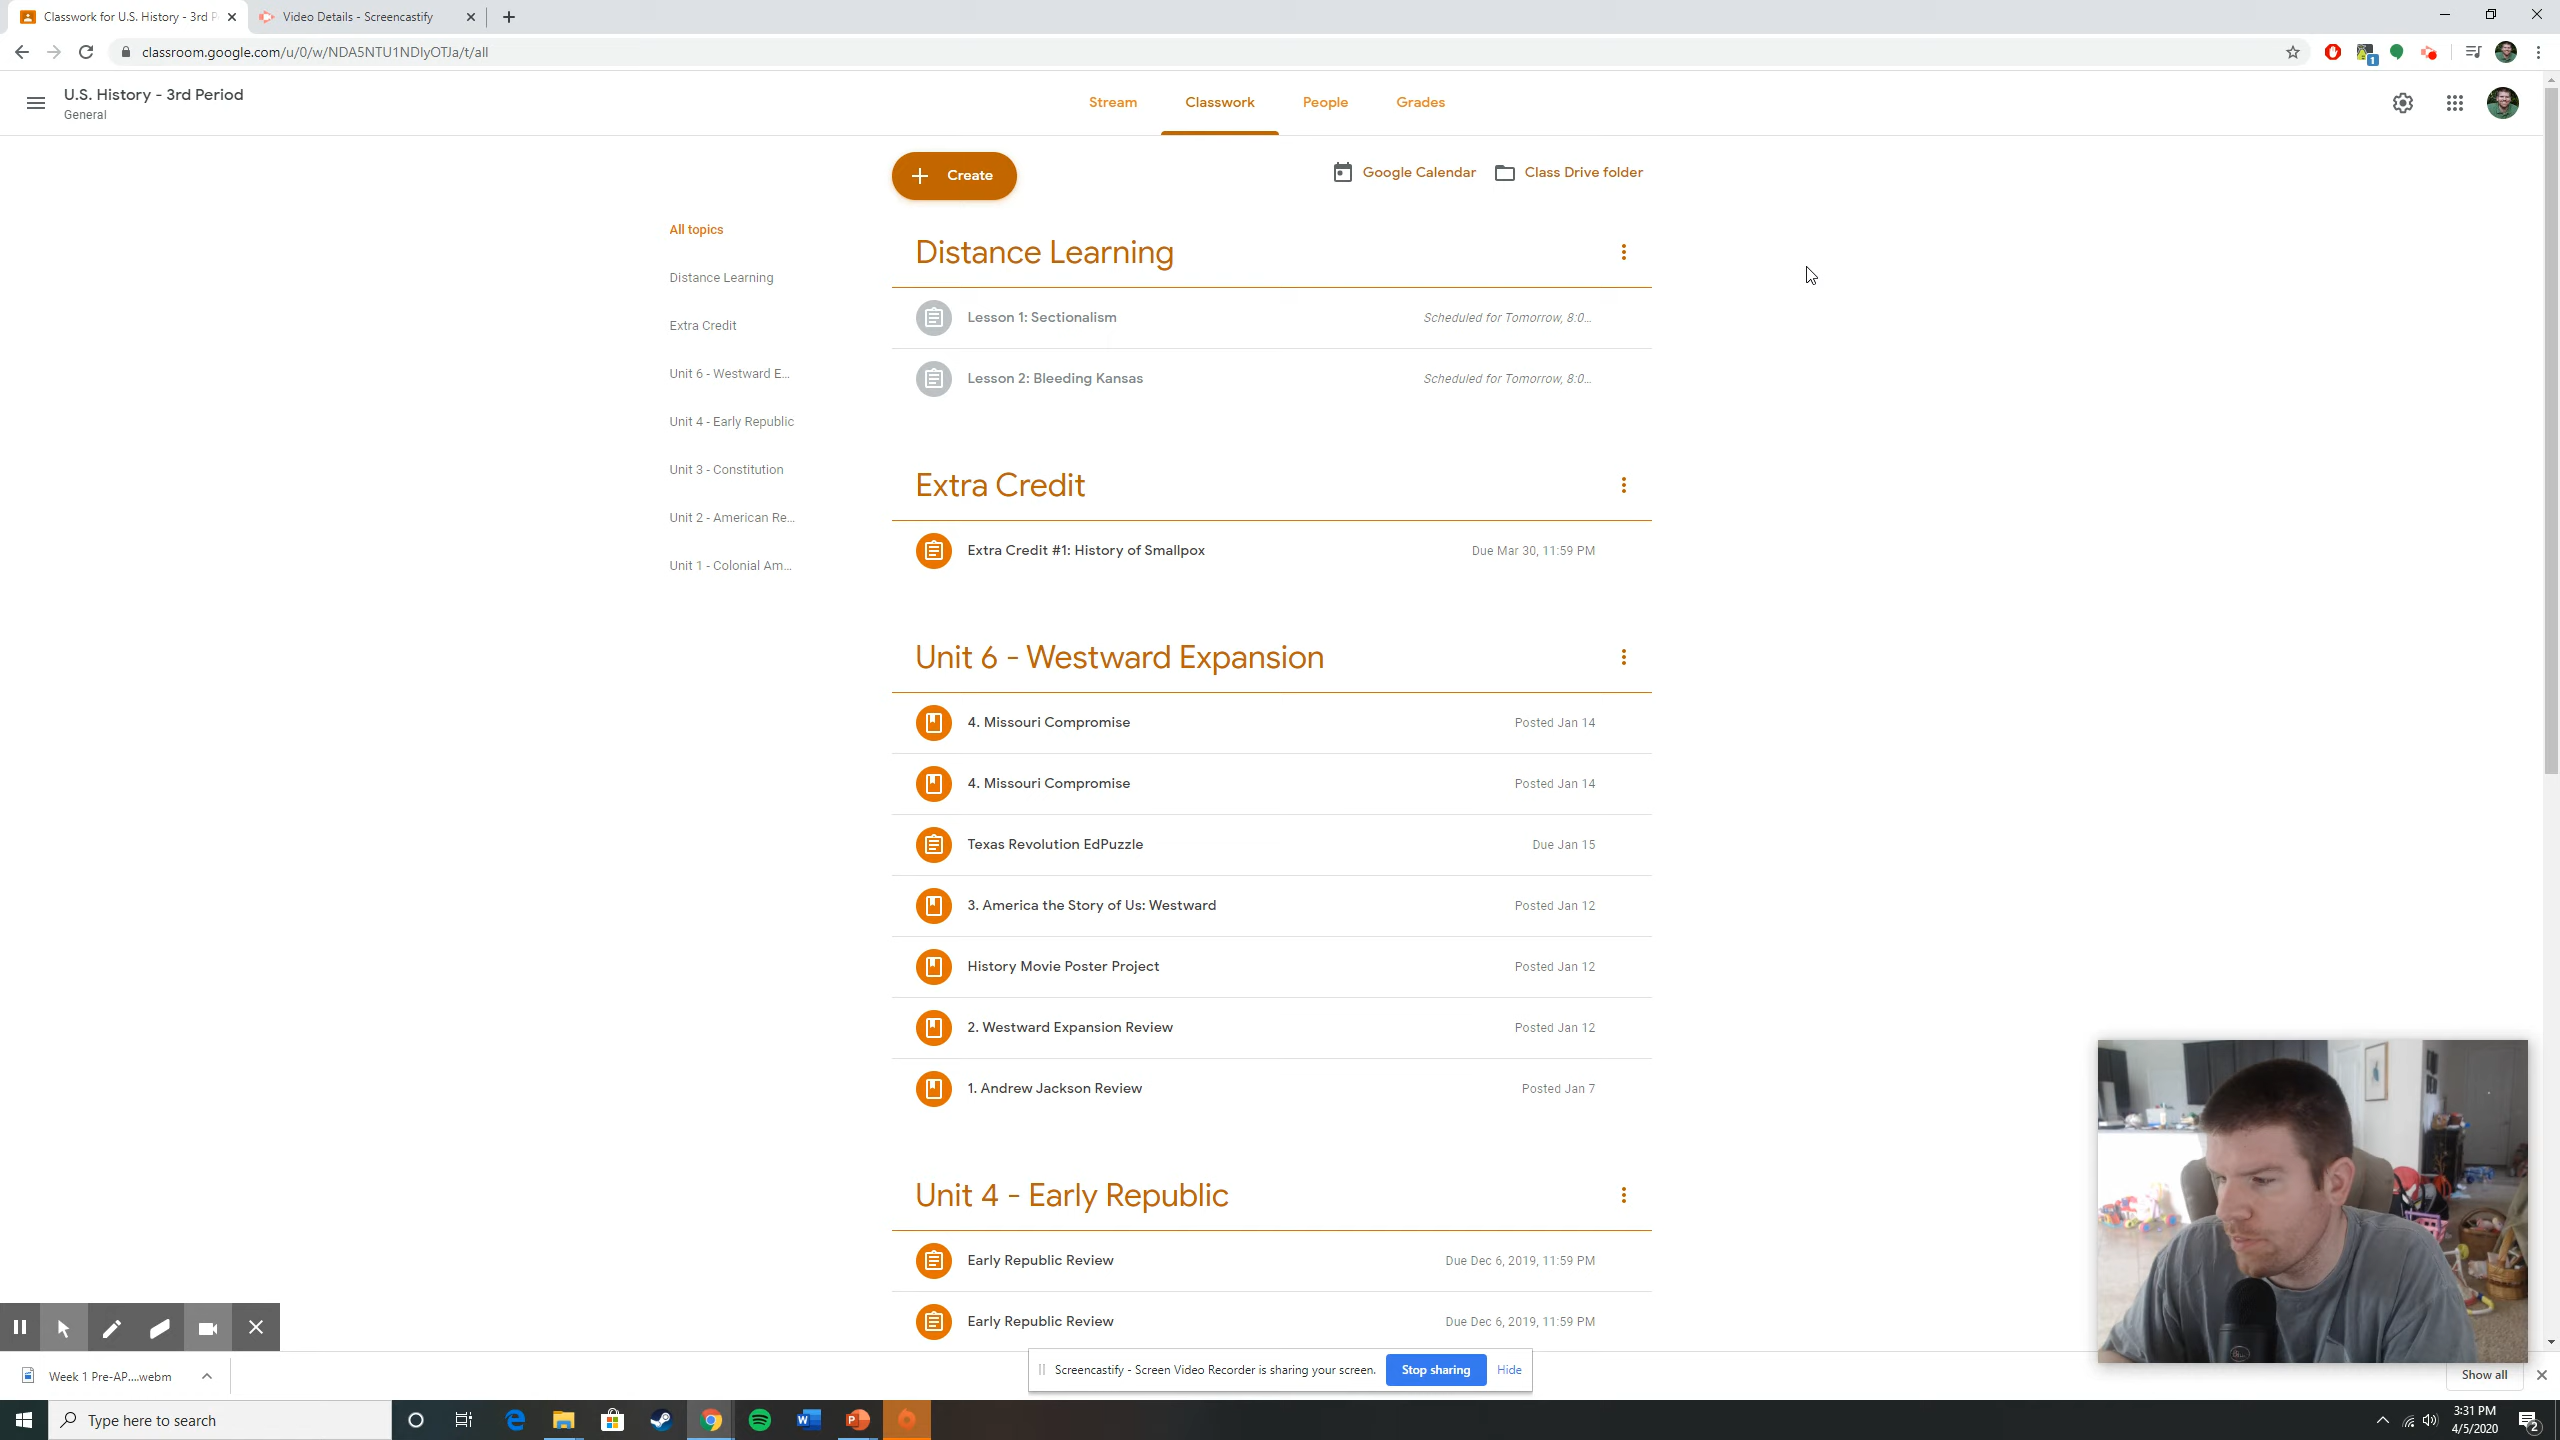 Classwork for U.S. History - 3rd P
Video Details - Screencastify
classroom.google.com/u/0/w/NDA5NTU1NDIyOTJa/t/all
1
U.S. History - 3rd Period
General
Stream
Classwork
People
Grades
Create
Google Calendar
Class Drive folder
All topics
Distance Learning
Extra Credit
Unit 6 - Westward E...
Unit 4 - Early Republic
Unit 3 - Constitution
Unit 2 - American Re...
Unit 1 - Colonial Am...
Distance Learning
Lesson 1: Sectionalism
Scheduled for Tomorrow, 8:0...
Lesson 2: Bleeding Kansas
Scheduled for Tomorrow, 8:0...
Extra Credit
Extra Credit #1: History of Smallpox
Due Mar 30, 11:59 PM
Unit 6 - Westward Expansion
4. Missouri Compromise
Posted Jan 14
4. Missouri Compromise
Posted Jan 14
Texas Revolution EdPuzzle
Due Jan 15
3. America the Story of Us: Westward
Posted Jan 12
History Movie Poster Project
Posted Jan 12
2. Westward Expansion Review
Posted Jan 12
1. Andrew Jackson Review
Posted Jan 7
Unit 4 - Early Republic
Early Republic Review
Due Dec 6, 2019, 11:59 PM
Early Republic Review
Due Dec 6, 2019, 11:59 PM
Week 1 Pre-AP....webm
Screencastify - Screen Video Recorder is sharing your screen.
Stop sharing
Hide
Show all
Type here to search
3:31 PM
4/5/2020
2